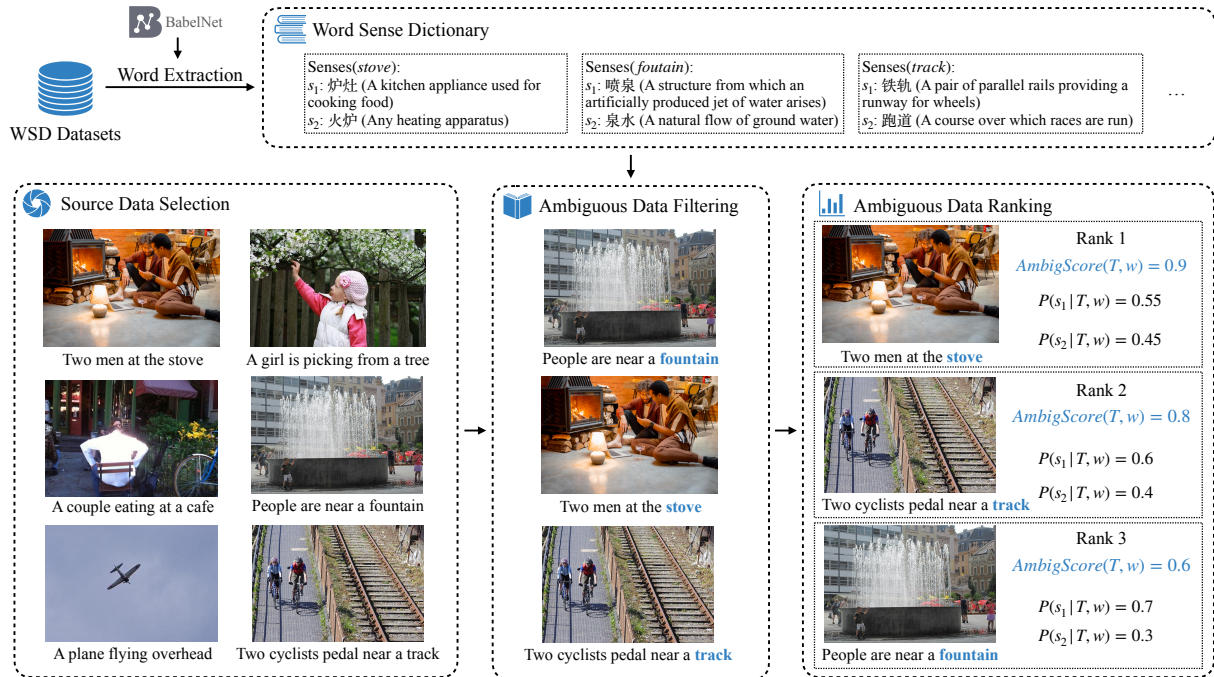 BabelNet
Word Extraction
WSD Datasets
Word Sense Dictionary
Senses(stove):
s₁: 炉灶 (A kitchen appliance used for
cooking food)
s₂: 火炉 (Any heating apparatus)
Senses(foutain):
s₁: 喷泉 (A structure from which an
artificially produced jet of water arises)
s₂: 泉水 (A natural flow of ground water)
Senses(track):
s₁: 铁轨 (A pair of parallel rails providing a
runway for wheels)
s₂: 跑道 (A course over which races are run)
...
Source Data Selection
Two men at the stove
A girl is picking from a tree
A couple eating at a cafe
People are near a fountain
A plane flying overhead
Two cyclists pedal near a track
Ambiguous Data Filtering
People are near a fountain
Two men at the stove
Two cyclists pedal near a track
Ambiguous Data Ranking
Rank 1
AmbigScore(T, w) = 0.9
P(s₁ | T, w) = 0.55
P(s₂ | T, w) = 0.45
Two men at the stove
Rank 2
AmbigScore(T, w) = 0.8
P(s₁ | T, w) = 0.6
P(s₂ | T, w) = 0.4
Two cyclists pedal near a track
Rank 3
AmbigScore(T, w) = 0.6
P(s₁ | T, w) = 0.7
P(s₂ | T, w) = 0.3
People are near a fountain